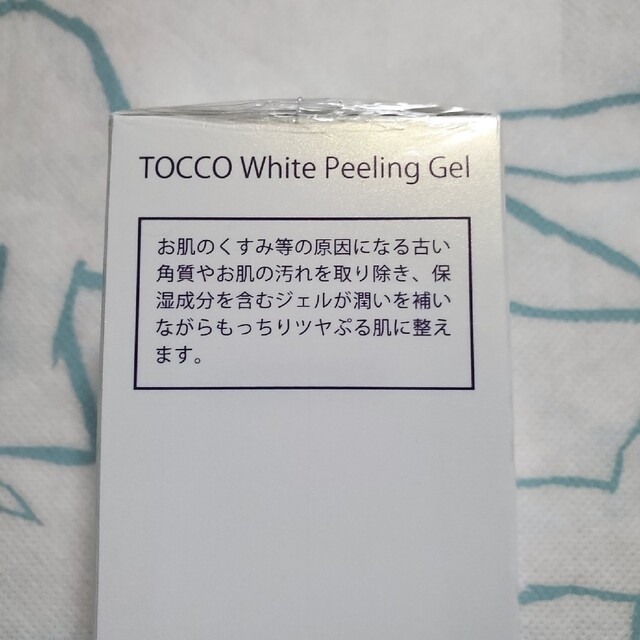 TOCCO White Peeling Gel
お肌のくすみ等の原因になる古い
角質やお肌の汚れを取り除き、保
湿成分を含むジェルが潤いを補い
ながらもっちりツヤぷる肌に整え
ます。